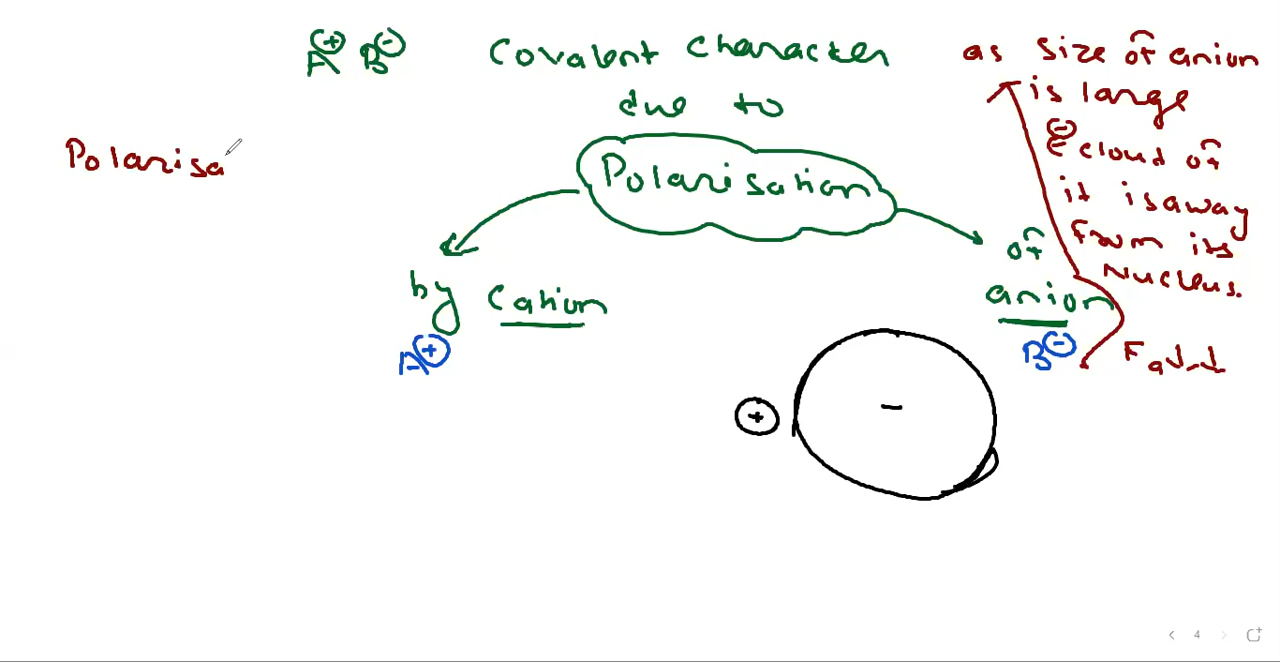 A⊕ B⊖ Covalent Character
due to
Polarisation
by Cation
A⊕
of
anion
B⊖
as size of anion
is large
e⊖ cloud of
it is away
from its
Nucleus.
Polarisa
+
−
4